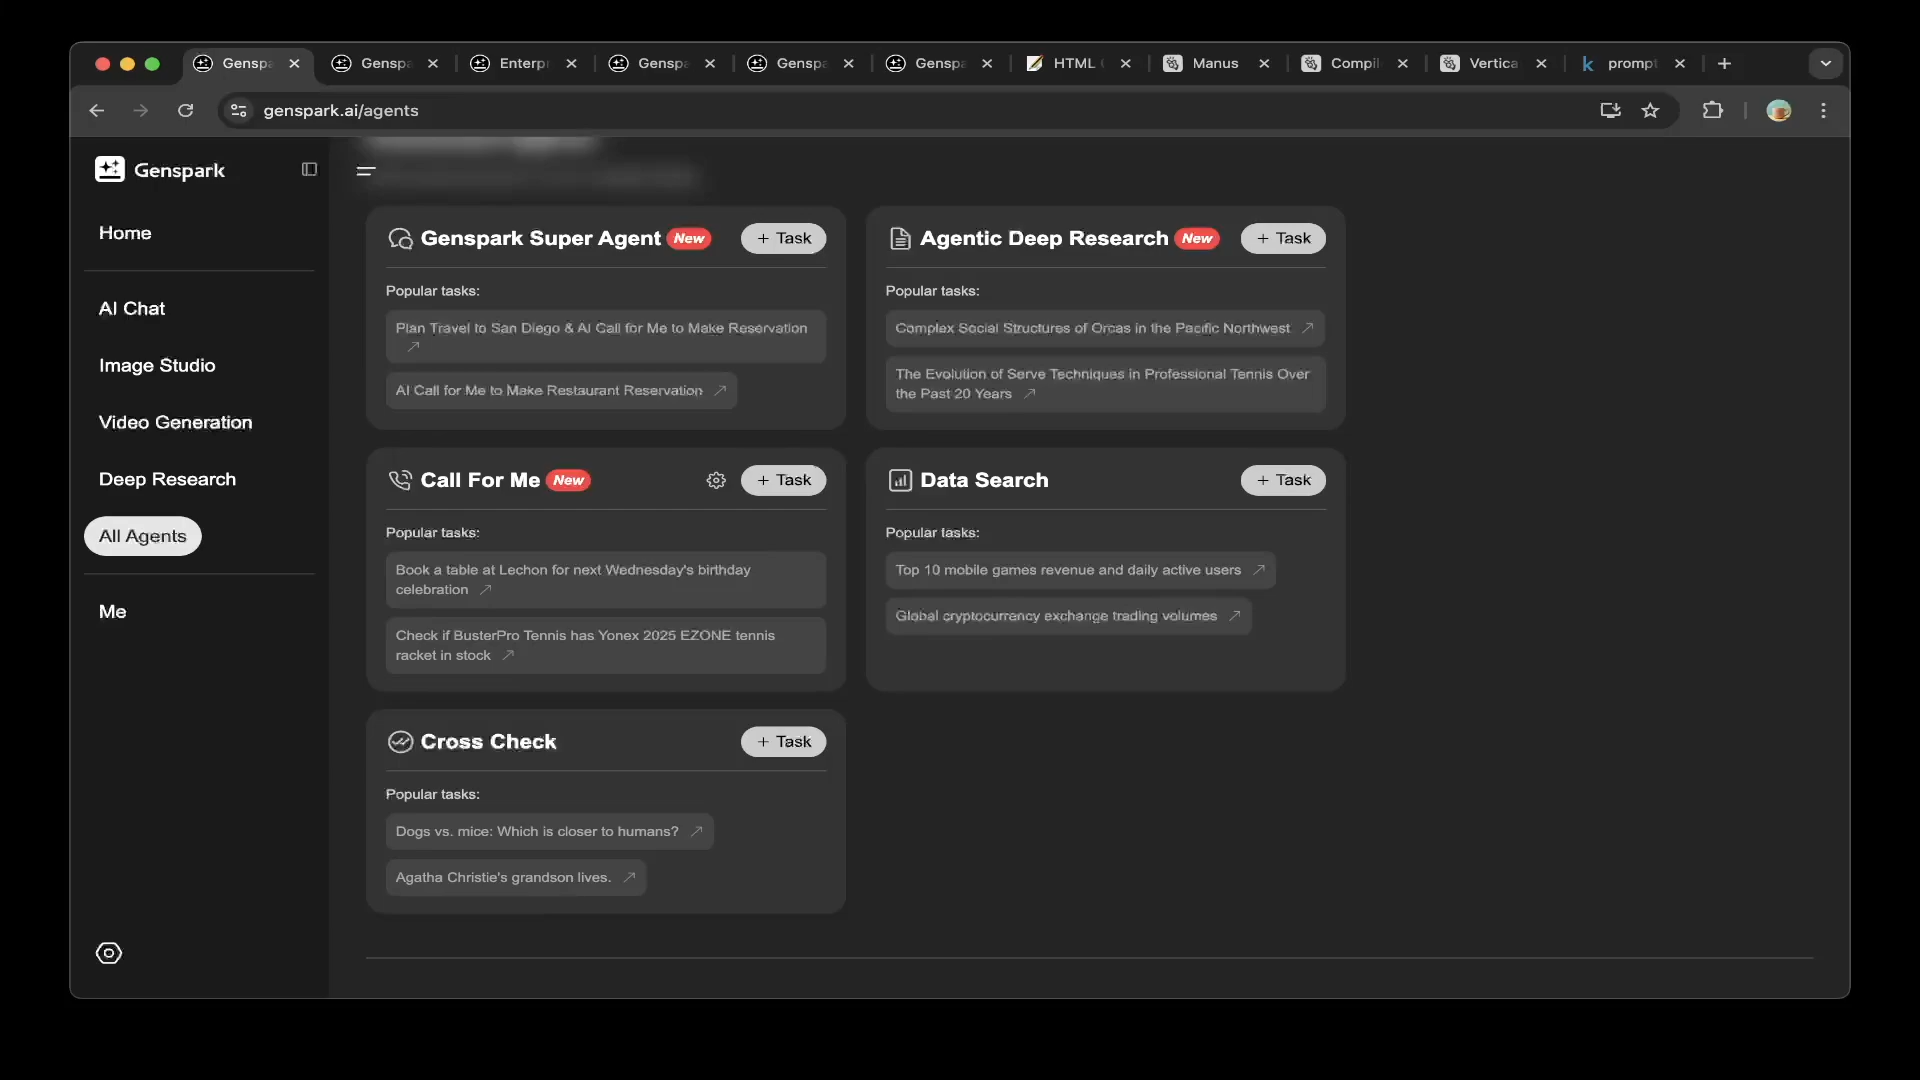 Genspa
Genspa
Enterpr
Genspa
Genspa
Genspa
HTML
Manus
Compil
Vertica
prompt
genspark.ai/agents
Genspark
Home
AI Chat
Image Studio
Video Generation
Deep Research
All Agents
Me
Genspark Super Agent New + Task
Popular tasks:
Plan Travel to San Diego & AI Call for Me to Make Reservation
AI Call for Me to Make Restaurant Reservation
Agentic Deep Research New + Task
Popular tasks:
Complex Social Structures of Orcas in the Pacific Northwest
The Evolution of Serve Techniques in Professional Tennis Over
the Past 20 Years
Call For Me New + Task
Popular tasks:
Book a table at Lechon for next Wednesday's birthday
celebration
Check if BusterPro Tennis has Yonex 2025 EZONE tennis
racket in stock
Data Search + Task
Popular tasks:
Top 10 mobile games revenue and daily active users
Global cryptocurrency exchange trading volumes
Cross Check + Task
Popular tasks:
Dogs vs. mice: Which is closer to humans?
Agatha Christie's grandson lives.